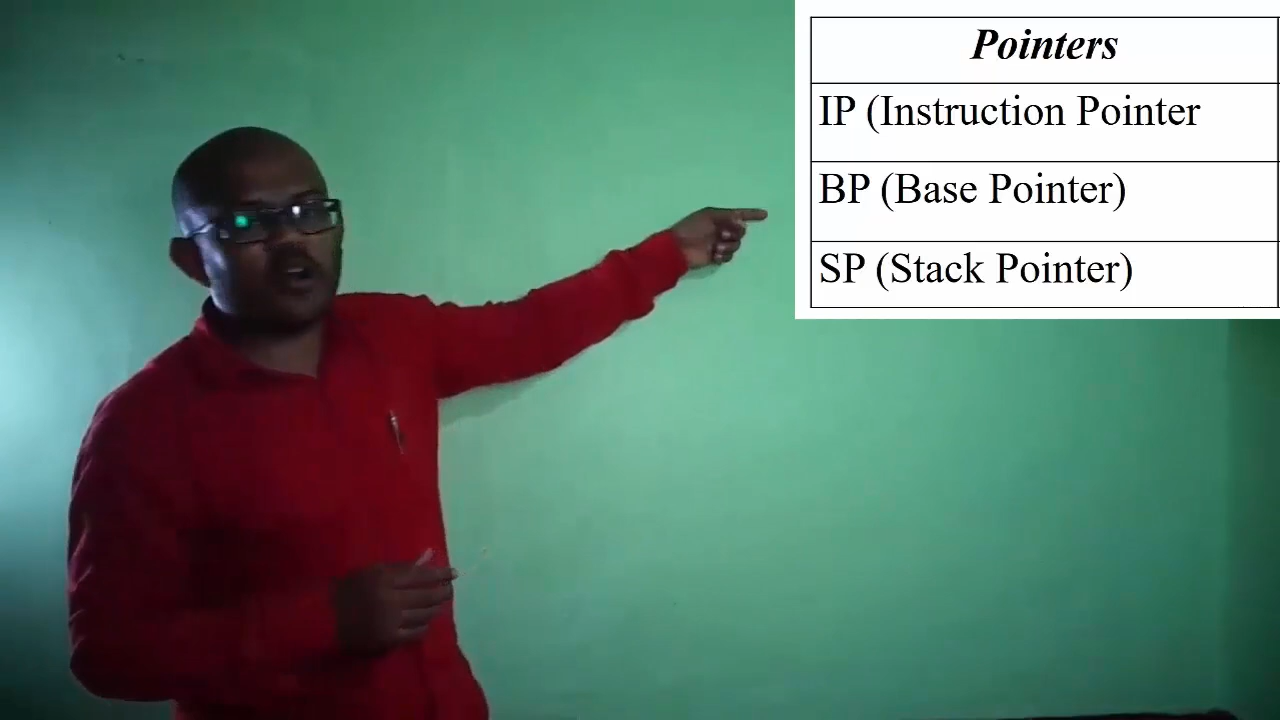 Pointers
IP (Instruction Pointer
BP (Base Pointer)
SP (Stack Pointer)